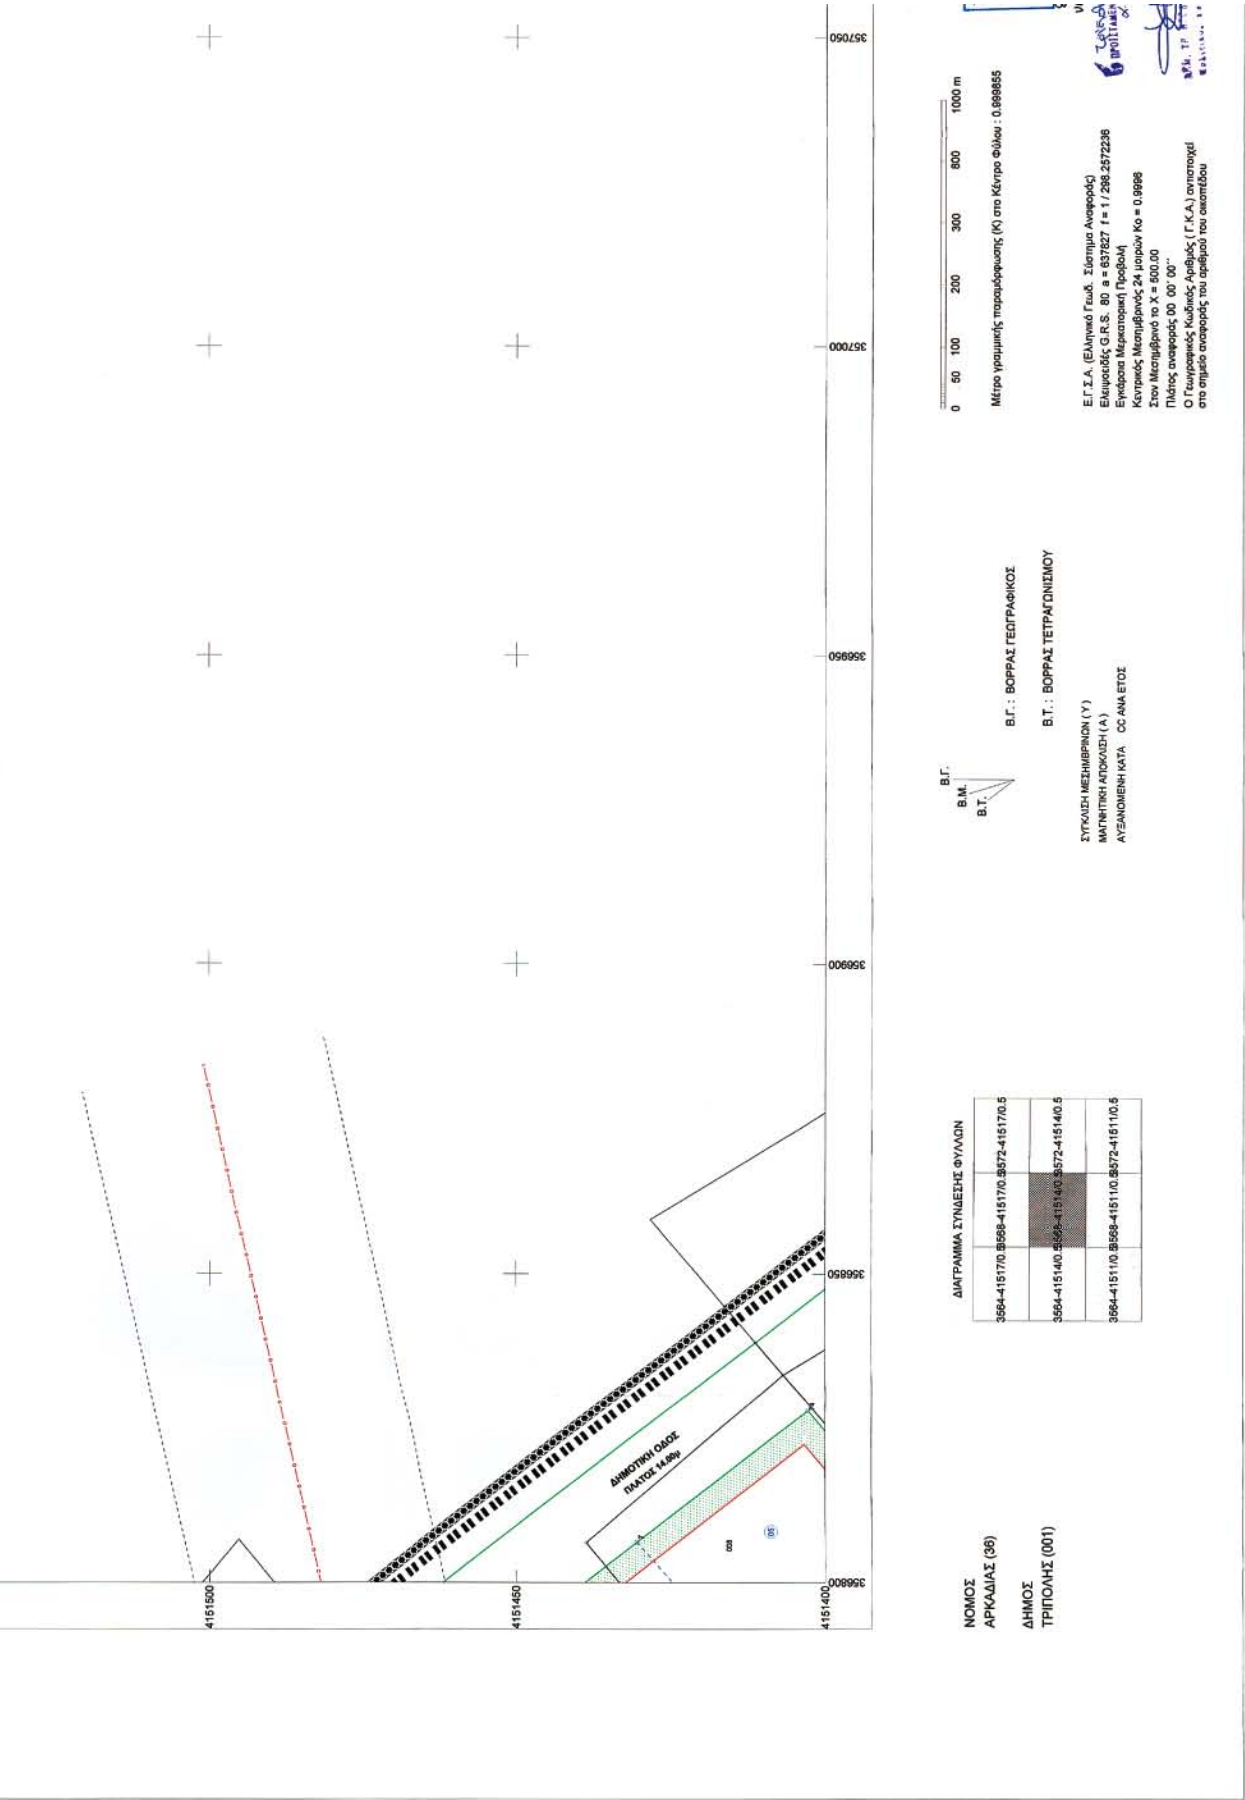 4151500
4151450
4151400
356800
356850
356900
356950
357000
357050
ΔΗΜΟΤΙΚΗ ΟΔΟΣ
ΠΛΑΤΟΣ 14.00μ
008
ΝΟΜΟΣ
ΑΡΚΑΔΙΑΣ (36)
ΔΗΜΟΣ
ΤΡΙΠΟΛΗΣ (001)
ΔΙΑΓΡΑΜΜΑ ΣΥΝΔΕΣΗΣ ΦΥΛΛΩΝ
3564-41517/0.5 3568-41517/0.5 3572-41517/0.5
3564-41514/0.5 3568-41514/0.5 3572-41514/0.5
3564-41511/0.5 3568-41511/0.5 3572-41511/0.5
Β.Γ.
Β.Μ.
Β.Τ.
Β.Γ. : ΒΟΡΡΑΣ ΓΕΩΓΡΑΦΙΚΟΣ
Β.Τ. : ΒΟΡΡΑΣ ΤΕΤΡΑΓΩΝΙΣΜΟΥ
ΣΥΓΚΛΙΣΗ ΜΕΣΗΜΒΡΙΝΩΝ ( Υ )
ΜΑΓΝΗΤΙΚΗ ΑΠΟΚΛΙΣΗ ( Α )
ΑΥΞΑΝΟΜΕΝΗ ΚΑΤΑ CC ΑΝΑ ΕΤΟΣ
0 50 100 200 300 800 1000 m
Μέτρο γραμμικής παραμόρφωσης (Κ) στο Κέντρο Φύλου : 0.999855
Ε.Γ.Σ.Α. (Ελληνικό Γεωδ. Σύστημα Αναφοράς)
Ελειψοειδές G.R.S. 80 a = 637827 f = 1 / 298.2572236
Εγκάρσια Μερκατορική Προβολή
Κεντρικός Μεσημβρινός 24 μοιρών Κο = 0.9996
Στον Μεσημβρινό το Χ = 500.00
Πλάτος αναφοράς 00 00' 00''
Ο Γεωγραφικός Κωδικός Αριθμός ( Γ.Κ.Α.) αντιστοιχεί
στο σημείο αναφοράς του αριθμού του οικοπέδου